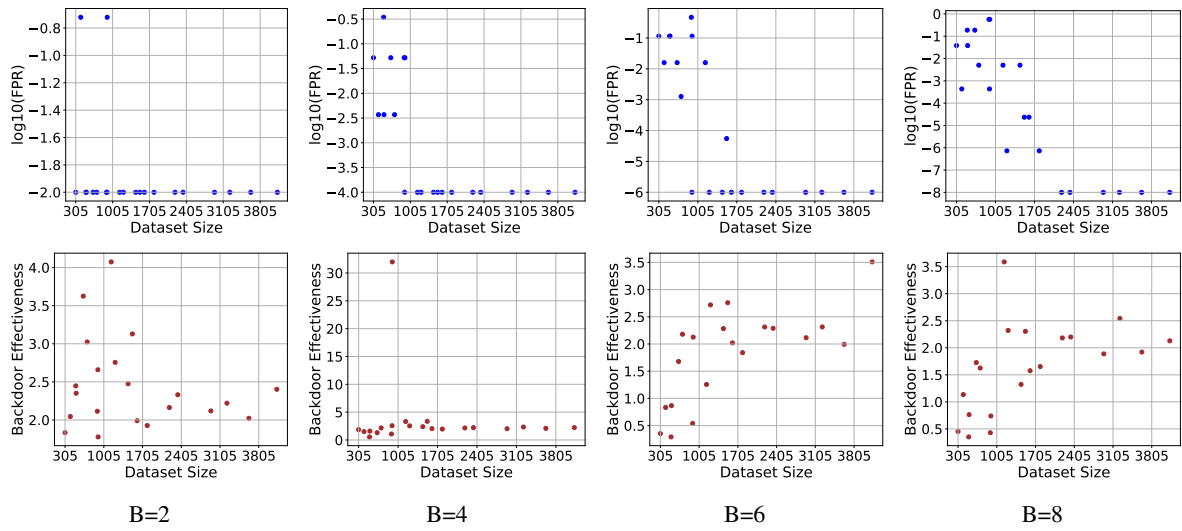 log10(FPR)
−0.8
−1.0
−1.2
−1.4
−1.6
−1.8
−2.0
305 1005 1705 2405 3105 3805
Dataset Size
log10(FPR)
−0.5
−1.0
−1.5
−2.0
−2.5
−3.0
−3.5
−4.0
305 1005 1705 2405 3105 3805
Dataset Size
log10(FPR)
−1
−2
−3
−4
−5
−6
305 1005 1705 2405 3105 3805
Dataset Size
log10(FPR)
0
−1
−2
−3
−4
−5
−6
−7
−8
305 1005 1705 2405 3105 3805
Dataset Size
Backdoor Effectiveness
4.0
3.5
3.0
2.5
2.0
305 1005 1705 2405 3105 3805
Dataset Size
Backdoor Effectiveness
30
25
20
15
10
5
0
305 1005 1705 2405 3105 3805
Dataset Size
Backdoor Effectiveness
3.5
3.0
2.5
2.0
1.5
1.0
0.5
305 1005 1705 2405 3105 3805
Dataset Size
Backdoor Effectiveness
3.5
3.0
2.5
2.0
1.5
1.0
0.5
305 1005 1705 2405 3105 3805
Dataset Size
B=2 B=4 B=6 B=8